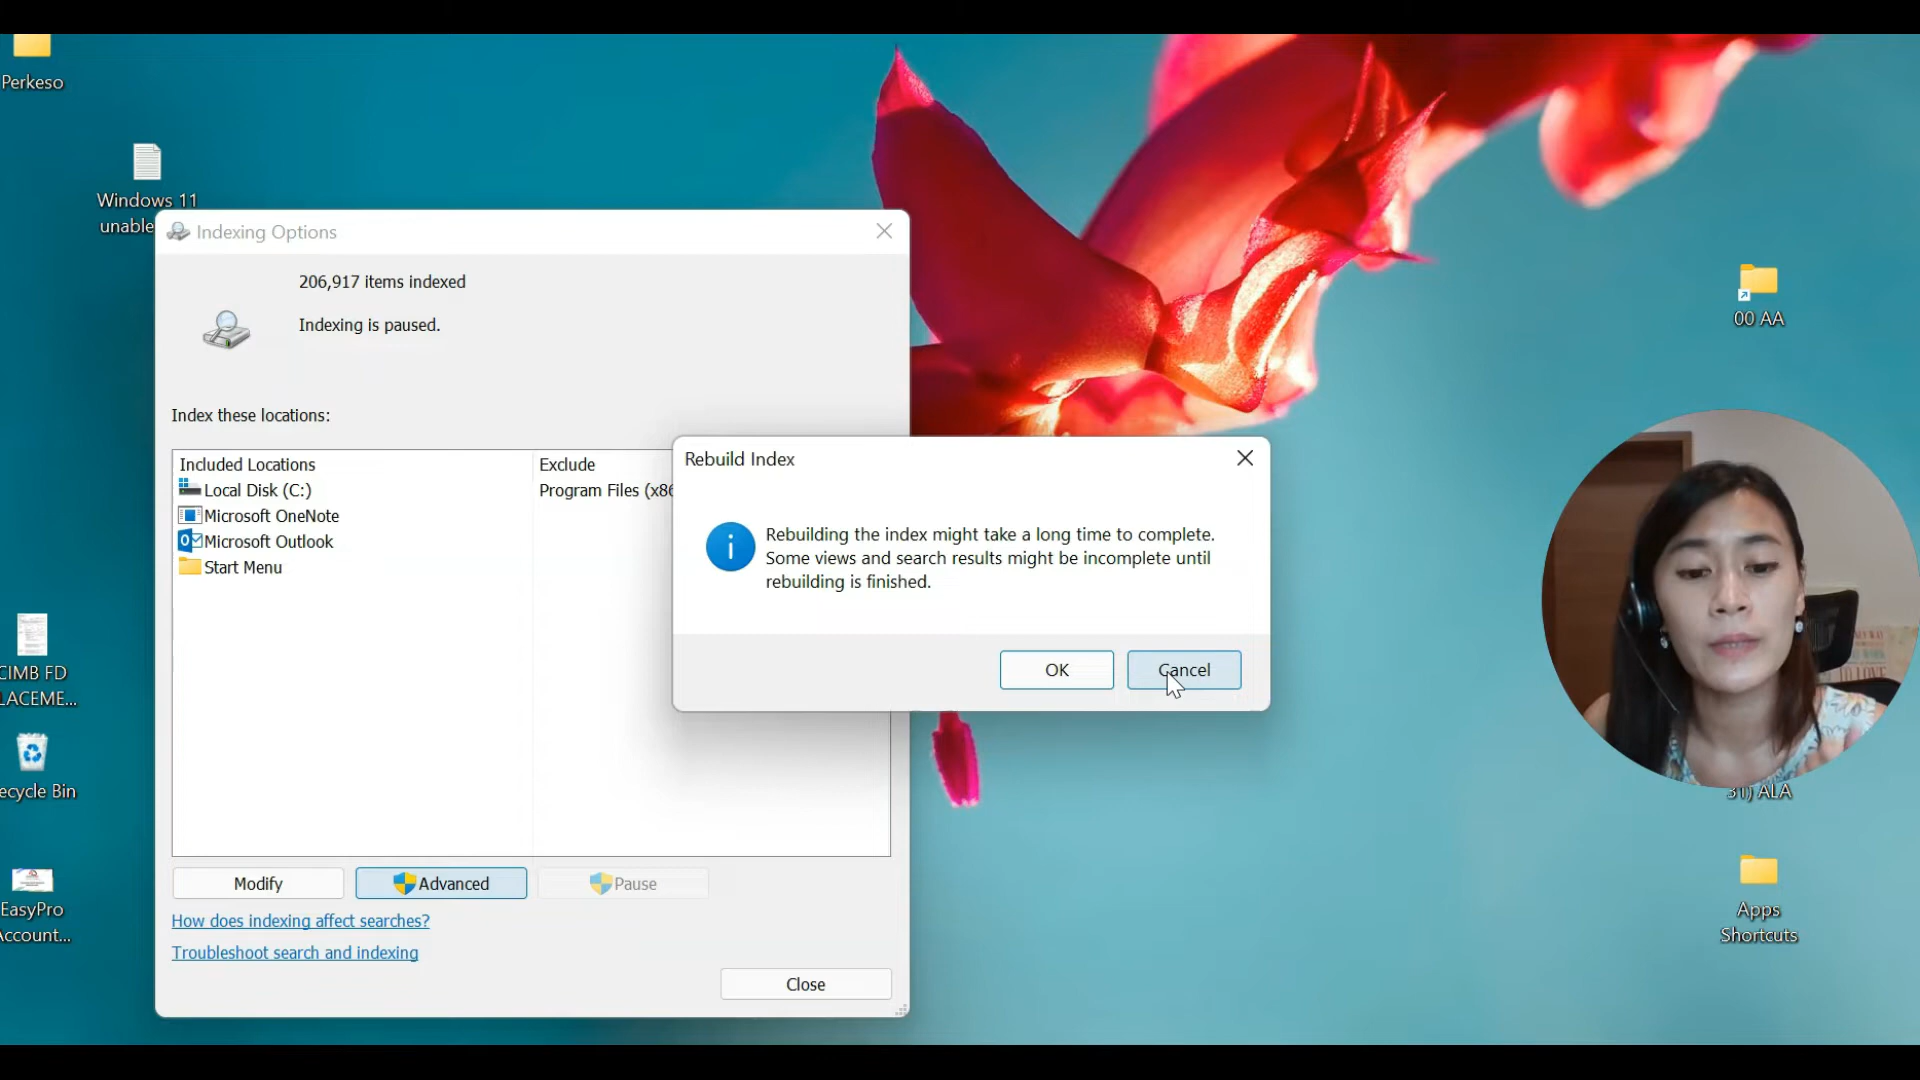 Perkeso
Windows 11
unable
Indexing Options
206,917 items indexed
Indexing is paused.
Index these locations:
Included Locations
Exclude
Local Disk (C:)
Program Files (x86
Microsoft OneNote
Microsoft Outlook
Start Menu
Rebuild Index
Rebuilding the index might take a long time to complete.
Some views and search results might be incomplete until
rebuilding is finished.
OK
Cancel
Modify
Advanced
Pause
How does indexing affect searches?
Troubleshoot search and indexing
Close
CIMB FD
LACEME...
ecycle Bin
EasyPro
Account...
00 AA
31) ALA
Apps
Shortcuts